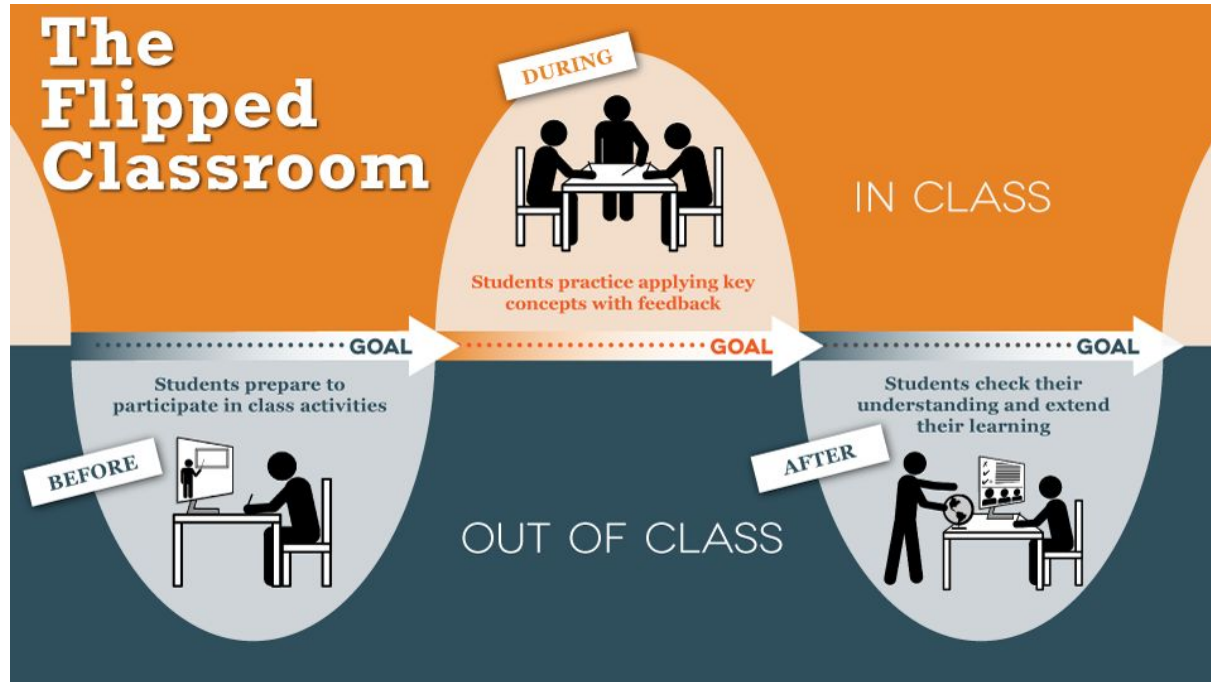 The
Flipped
Classroom
DURING
IN CLASS
Students practice applying key
concepts with feedback
GOAL
GOAL
GOAL
Students prepare to
participate in class activities
BEFORE
OUT OF CLASS
Students check their
understanding and extend
their learning
AFTER